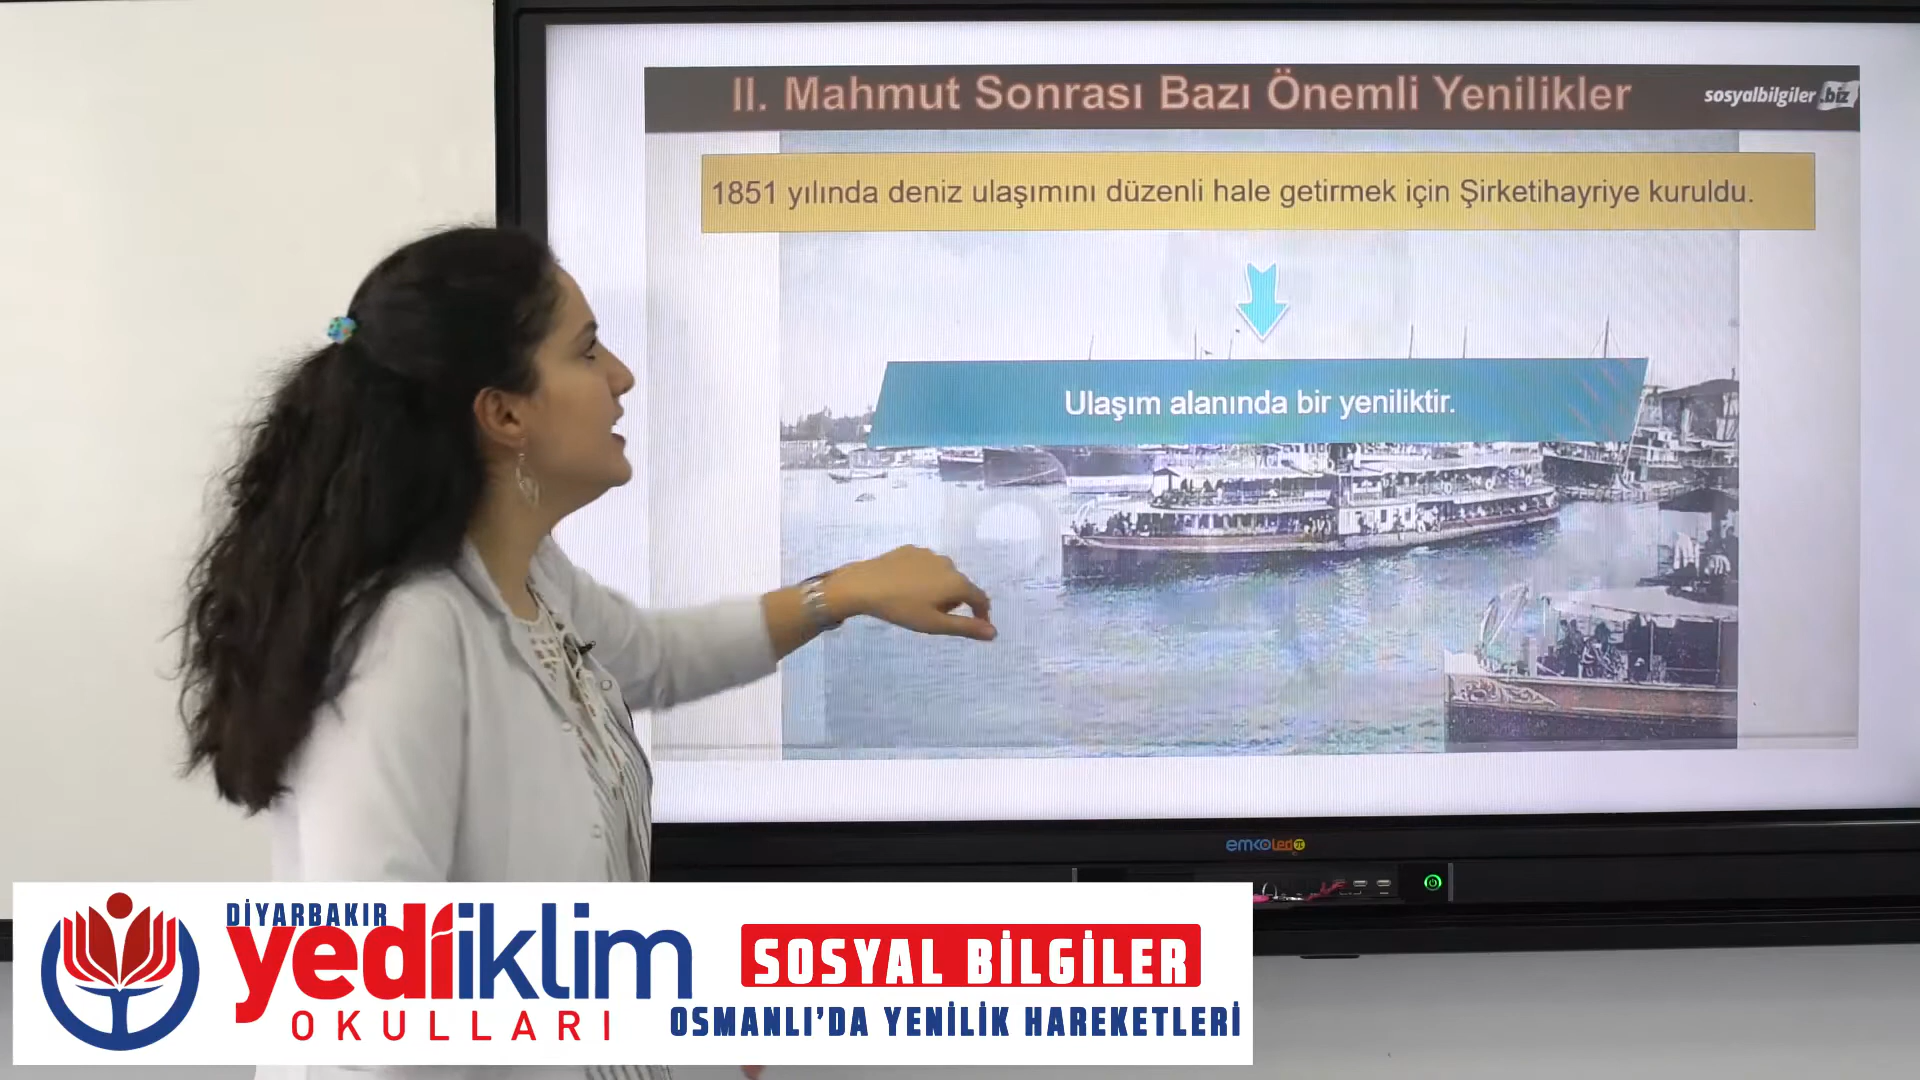 II. Mahmut Sonrası Bazı Önemli Yenilikler
sosyalbilgiler.biz
1851 yılında deniz ulaşımını düzenli hale getirmek için Şirketihayriye kuruldu.
Ulaşım alanında bir yeniliktir.
emkoled
DİYARBAKIR
yediiklim
OKULLARI
SOSYAL BİLGİLER
OSMANLI'DA YENİLİK HAREKETLERİ